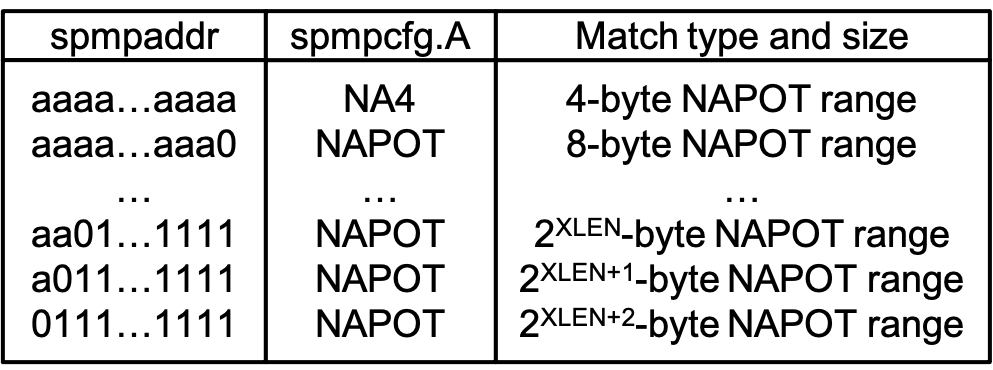 spmpaddr spmpcfg.A Match type and size
aaaa…aaaa NA4 4-byte NAPOT range
aaaa…aaa0 NAPOT 8-byte NAPOT range
… … …
aa01…1111 NAPOT 2^XLEN-byte NAPOT range
a011…1111 NAPOT 2^XLEN+1-byte NAPOT range
0111…1111 NAPOT 2^XLEN+2-byte NAPOT range